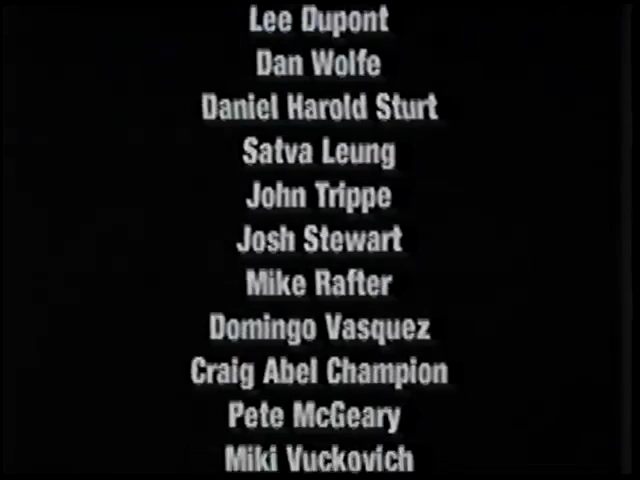 Lee Dupont
Dan Wolfe
Daniel Harold Sturt
Satva Leung
John Trippe
Josh Stewart
Mike Rafter
Domingo Vasquez
Craig Abel Champion
Pete McGeary
Miki Vuckovich